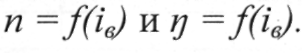 n = f(iв) и η = f(iв).